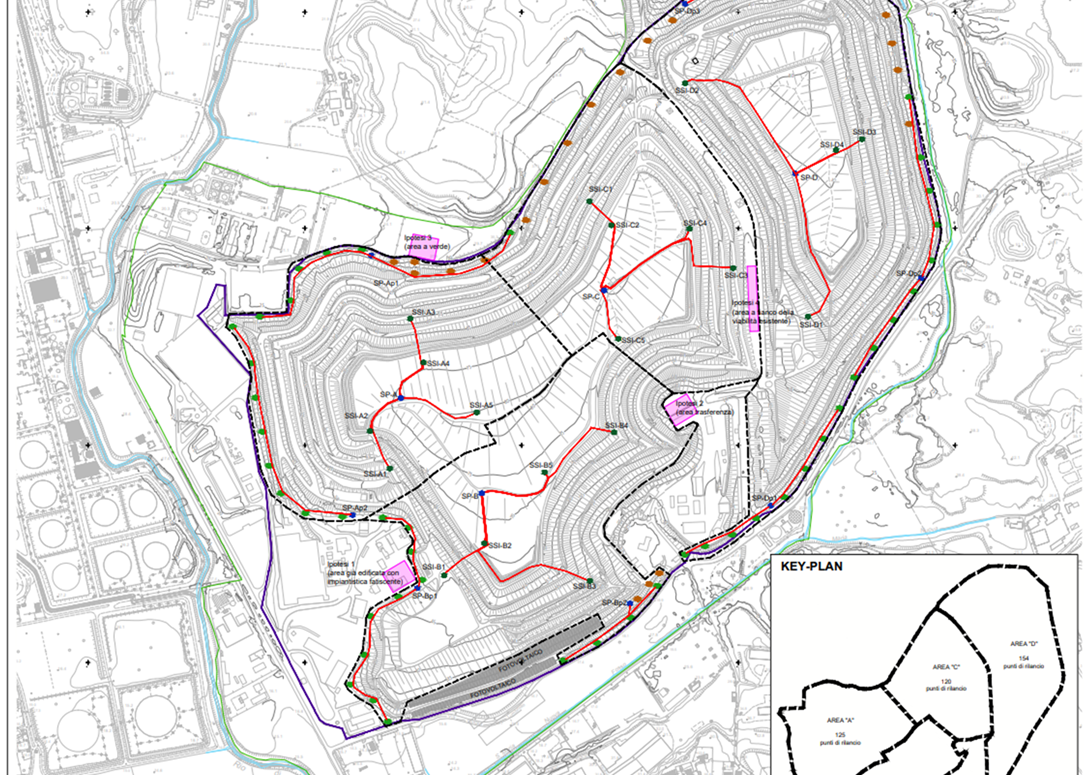 SP-Dp3
SSI-D2
SSI-D3
SSI-D4
SP-D
SSI-C1
SSI-C2
SSI-C4
Ipotesi 3
(area a verde)
SSI-C3
SP-Dp2
SP-Ap1
SP-C
Ipotesi
(area a
viabilità esistente)
SSI-A3
SSI-D1
SSI-C5
SSI-A4
SP-A
SSI-A5
Ipotesi 2
(area trasferenza)
SSI-A2
SSI-B4
SSI-A1
SSI-B5
SP-B
SP-Dp1
SP-Ap2
SSI-B2
Ipotesi 1
(area già edificata con
impiantistica fatiscente)
SSI-B1
SSI-B3
SP-Bp1
SP-Bp2
FOTOVOLTAICO
FOTOVOLTAICO
KEY-PLAN
AREA "D"
154
punti di rilancio
AREA "C"
120
punti di rilancio
AREA "A"
125
punti di rilancio